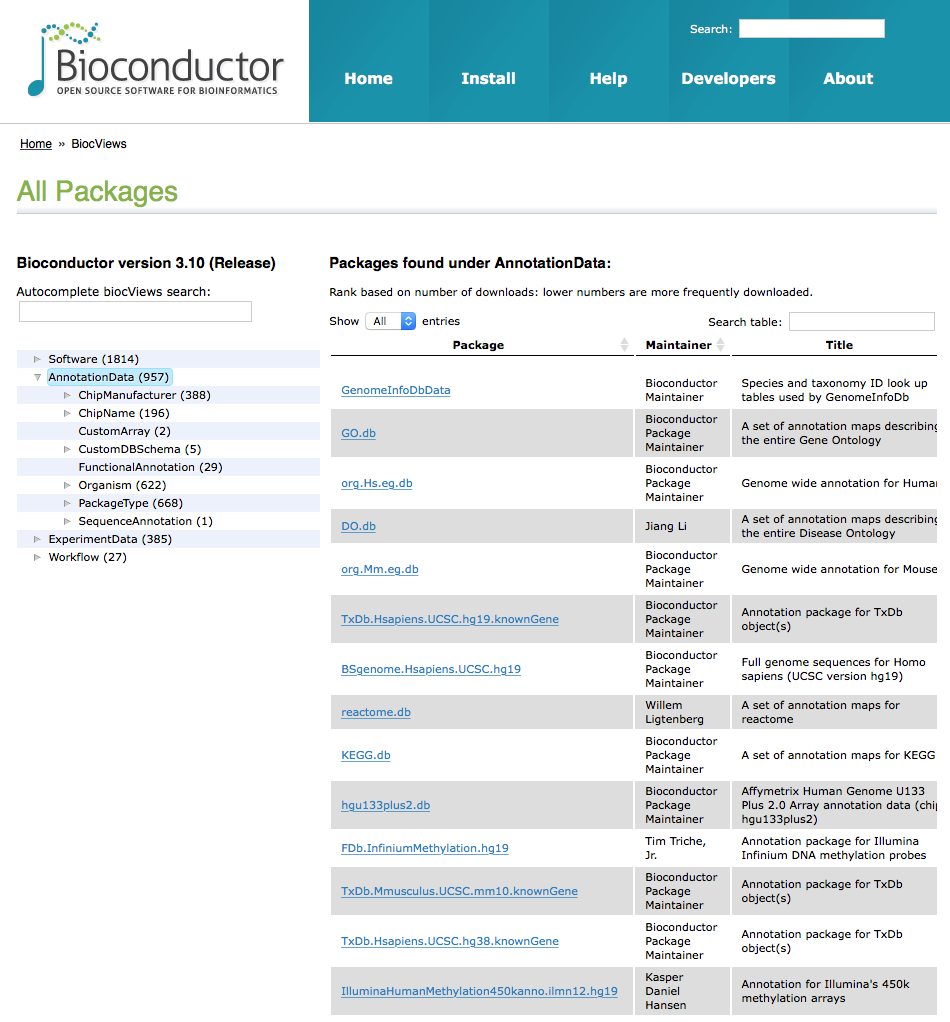 Bioconductor
OPEN SOURCE SOFTWARE FOR BIOINFORMATICS
Search:
Home Install Help Developers About
Home » BiocViews
All Packages
Bioconductor version 3.10 (Release)
Autocomplete biocViews search:
Software (1814)
AnnotationData (957)
ChipManufacturer (388)
ChipName (196)
CustomArray (2)
CustomDBSchema (5)
FunctionalAnnotation (29)
Organism (622)
PackageType (668)
SequenceAnnotation (1)
ExperimentData (385)
Workflow (27)
Packages found under AnnotationData:
Rank based on number of downloads: lower numbers are more frequently downloaded.
Show All entries
Search table:
Package Maintainer Title
GenomeInfoDbData
Bioconductor
Maintainer
Species and taxonomy ID look up
tables used by GenomeInfoDb
GO.db
Bioconductor
Package
Maintainer
A set of annotation maps describing
the entire Gene Ontology
org.Hs.eg.db
Bioconductor
Package
Maintainer
Genome wide annotation for Human
DO.db
Jiang Li
A set of annotation maps describing
the entire Disease Ontology
org.Mm.eg.db
Bioconductor
Package
Maintainer
Genome wide annotation for Mouse
TxDb.Hsapiens.UCSC.hg19.knownGene
Bioconductor
Package
Maintainer
Annotation package for TxDb
object(s)
BSgenome.Hsapiens.UCSC.hg19
Bioconductor
Package
Maintainer
Full genome sequences for Homo
sapiens (UCSC version hg19)
reactome.db
Willem
Ligtenberg
A set of annotation maps for
reactome
KEGG.db
Bioconductor
Package
Maintainer
A set of annotation maps for KEGG
hgu133plus2.db
Bioconductor
Package
Maintainer
Affymetrix Human Genome U133
Plus 2.0 Array annotation data (chip
hgu133plus2)
FDb.InfiniumMethylation.hg19
Tim Triche,
Jr.
Annotation package for Illumina
Infinium DNA methylation probes
TxDb.Mmusculus.UCSC.mm10.knownGene
Bioconductor
Package
Maintainer
Annotation package for TxDb
object(s)
TxDb.Hsapiens.UCSC.hg38.knownGene
Bioconductor
Package
Maintainer
Annotation package for TxDb
object(s)
IlluminaHumanMethylation450kanno.ilmn12.hg19
Kasper
Daniel
Hansen
Annotation for Illumina's 450k
methylation arrays